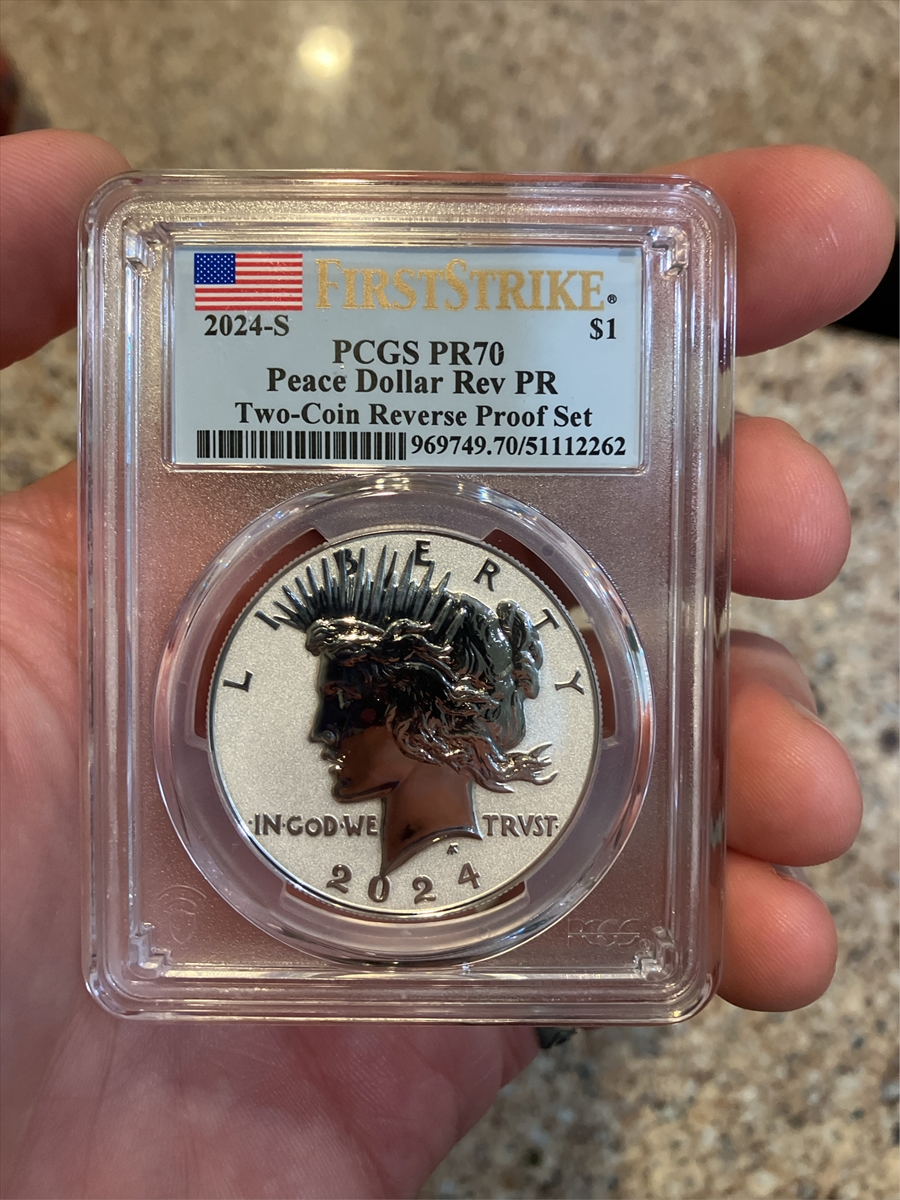 FIRSTSTRIKE®
2024-S $1
PCGS PR70
Peace Dollar Rev PR
Two-Coin Reverse Proof Set
969749.70/51112262
LIBERTY
·IN·GOD·WE TRVST·
2024
PCGS